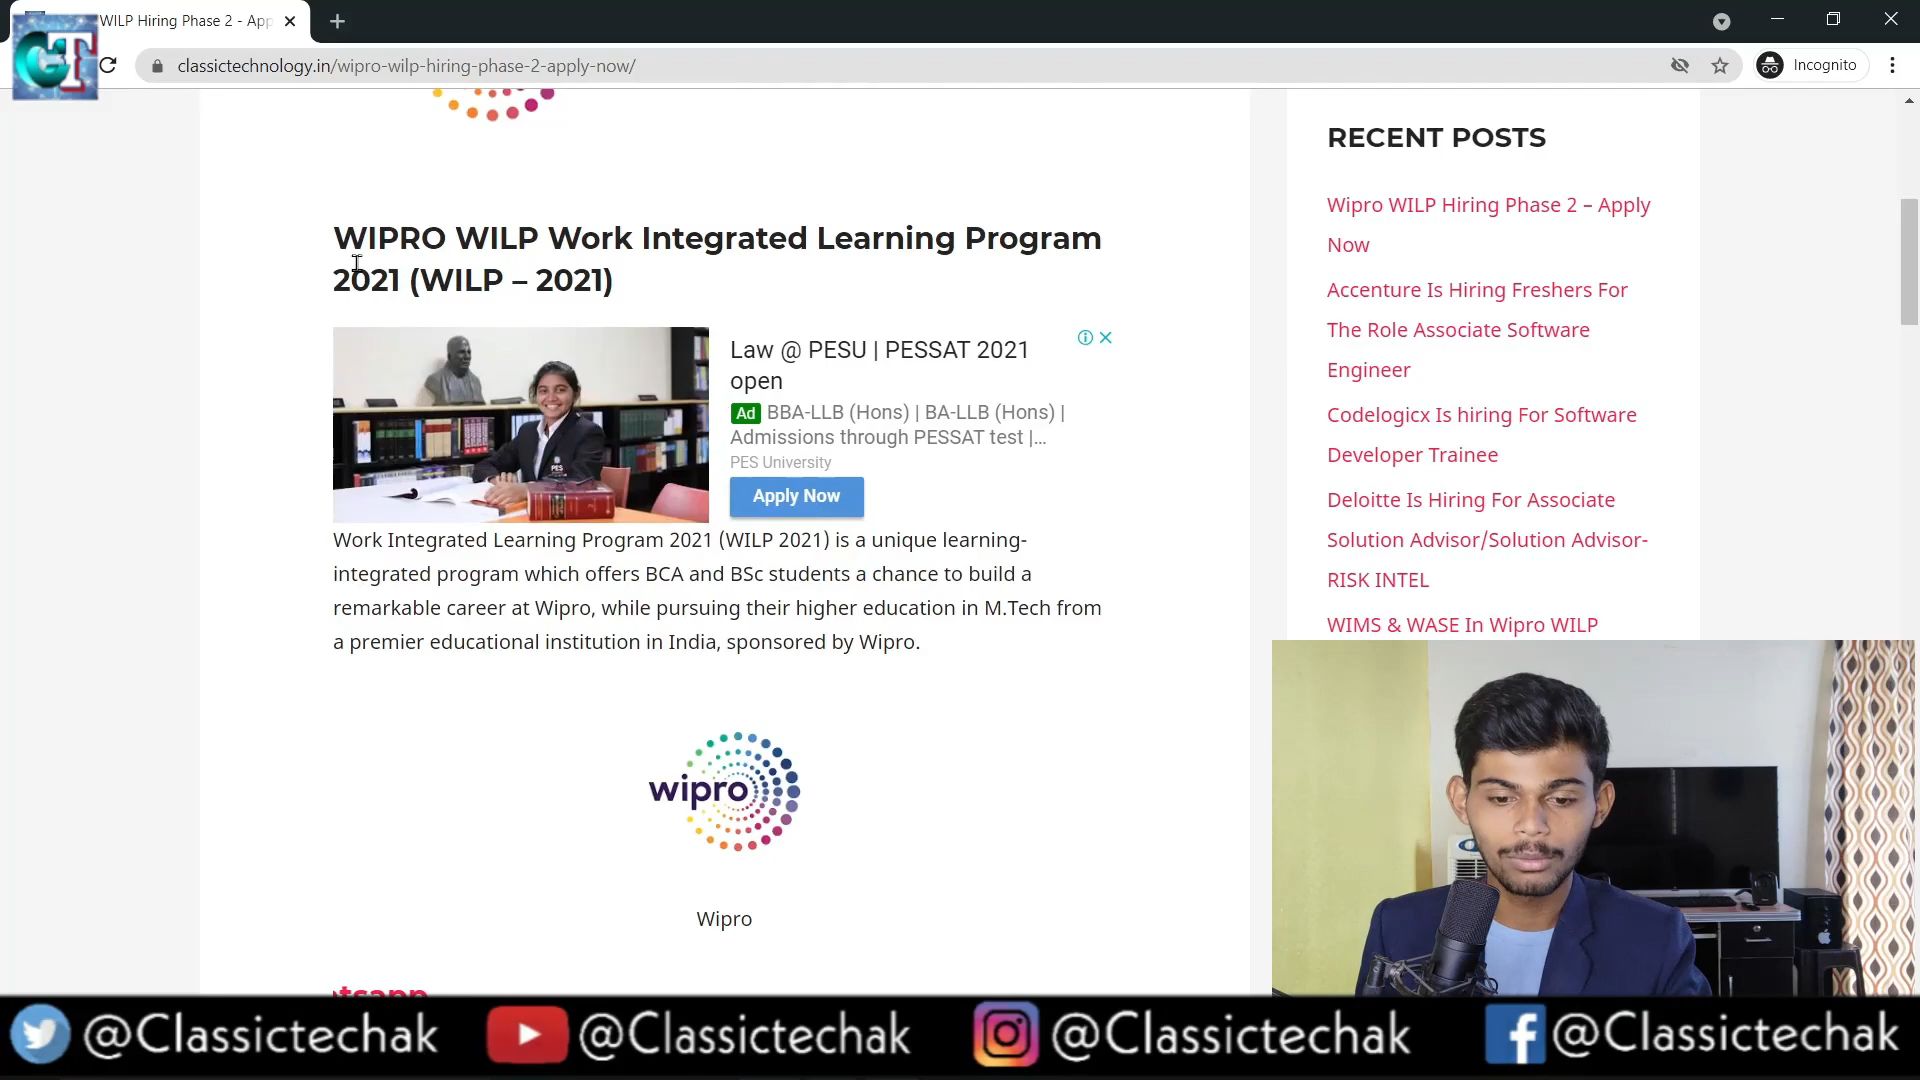 WILP Hiring Phase 2 - App
CT
classictechnology.in/wipro-wilp-hiring-phase-2-apply-now/
Incognito
WIPRO WILP Work Integrated Learning Program
2021 (WILP – 2021)
Law @ PESU | PESSAT 2021
open
Ad BBA-LLB (Hons) | BA-LLB (Hons) |
Admissions through PESSAT test |...
PES University
Apply Now
PES
Work Integrated Learning Program 2021 (WILP 2021) is a unique learning-
integrated program which offers BCA and BSc students a chance to build a
remarkable career at Wipro, while pursuing their higher education in M.Tech from
a premier educational institution in India, sponsored by Wipro.
wipro
Wipro
RECENT POSTS
Wipro WILP Hiring Phase 2 – Apply
Now
Accenture Is Hiring Freshers For
The Role Associate Software
Engineer
Codelogicx Is hiring For Software
Developer Trainee
Deloitte Is Hiring For Associate
Solution Advisor/Solution Advisor-
RISK INTEL
WIMS & WASE In Wipro WILP
@Classictechak
@Classictechak
@Classictechak
@Classictechak